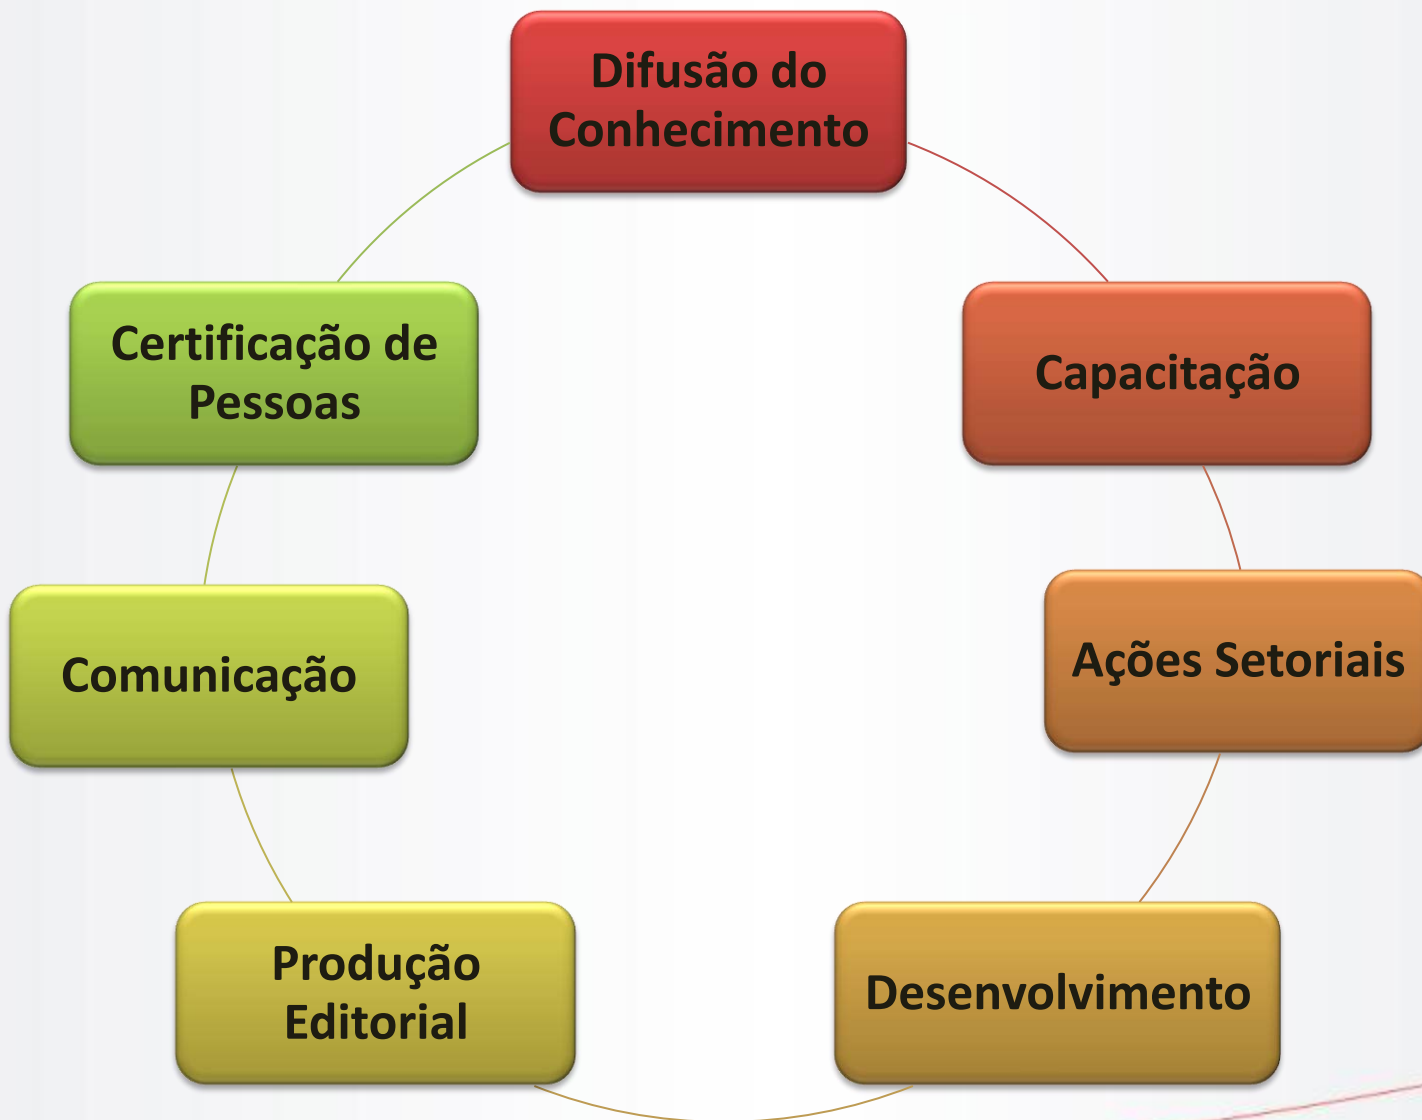 Difusão do
Conhecimento
Capacitação
Ações Setoriais
Desenvolvimento
Produção
Editorial
Comunicação
Certificação de
Pessoas